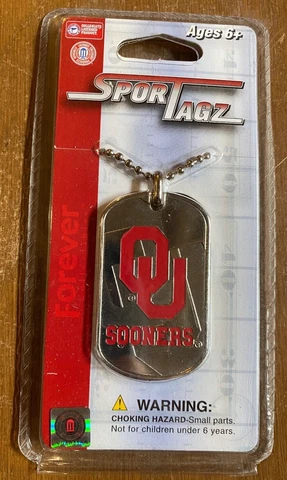 Ages 6+
SPORTAGZ
Forever
OU
SOONERS
WARNING:
CHOKING HAZARD-Small parts.
Not for children under 6 years.